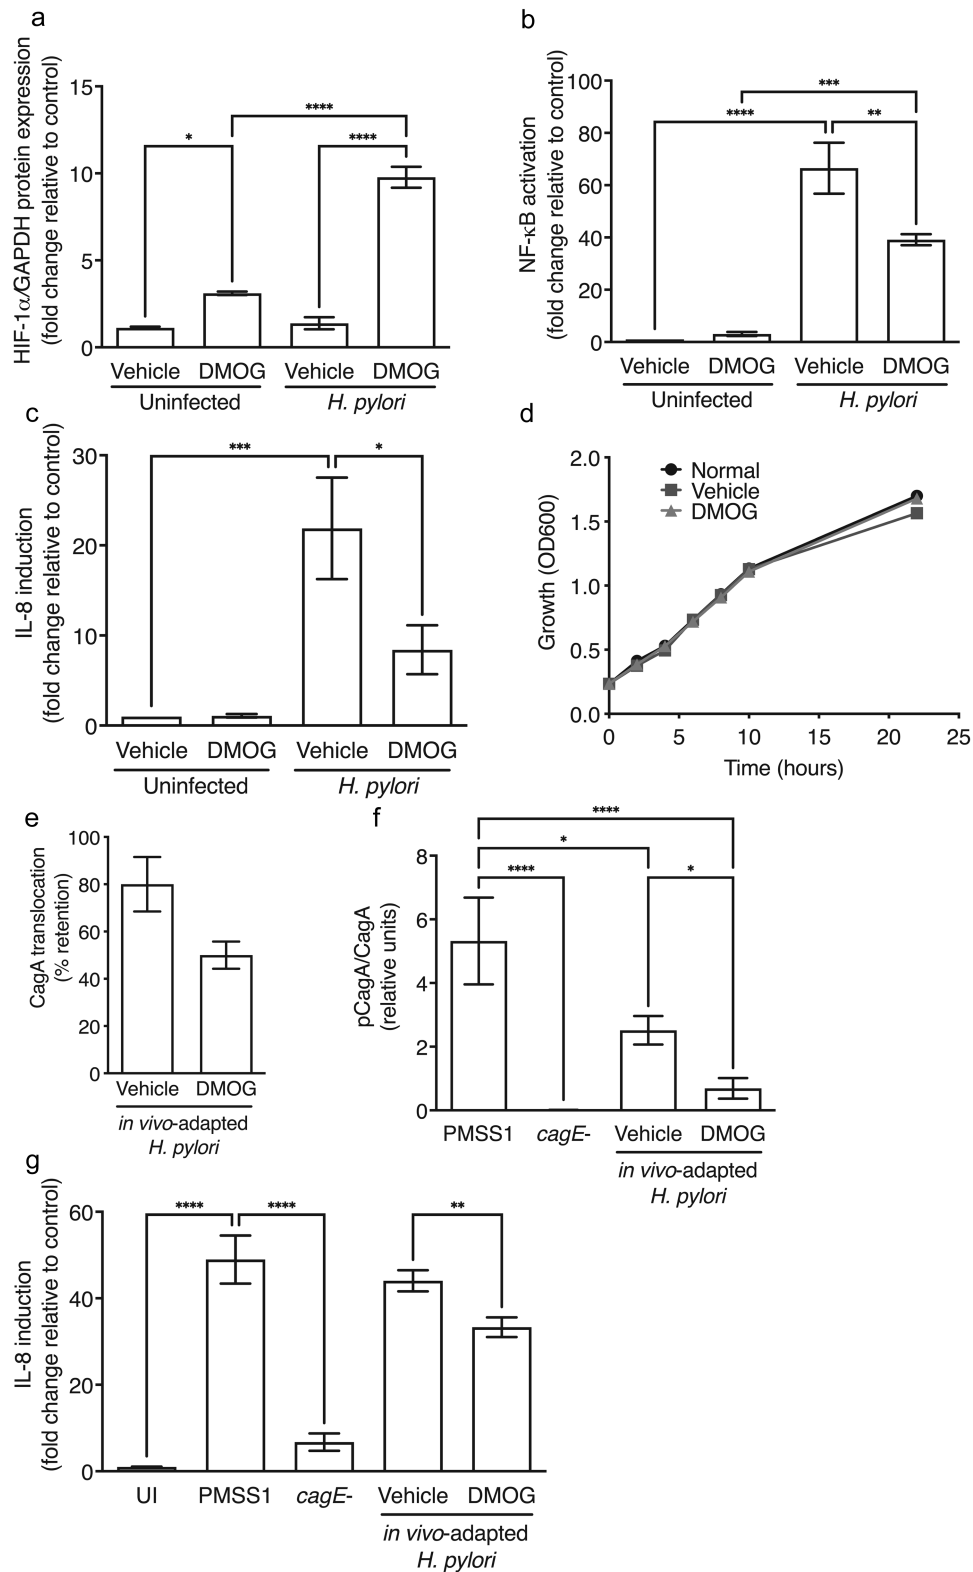 a
HIF-1α/GAPDH protein expression
(fold change relative to control)
15
10
5
0
*
****
****
Vehicle DMOG Vehicle DMOG
Uninfected H. pylori
b
NF-κB activation
(fold change relative to control)
100
80
60
40
20
0
***
****
**
Vehicle DMOG Vehicle DMOG
Uninfected H. pylori
c
IL-8 induction
(fold change relative to control)
30
20
10
0
***
*
Vehicle DMOG Vehicle DMOG
Uninfected H. pylori
d
Growth (OD600)
2.0
1.5
1.0
0.5
0.0
Normal
Vehicle
DMOG
0 5 10 15 20 25
Time (hours)
e
CagA translocation
(% retention)
100
80
60
40
20
0
Vehicle DMOG
in vivo-adapted
H. pylori
f
pCagA/CagA
(relative units)
8
6
4
2
0
****
*
****
*
PMSS1 cagE- Vehicle DMOG
in vivo-adapted
H. pylori
g
IL-8 induction
(fold change relative to control)
60
40
20
0
****
****
**
UI PMSS1 cagE- Vehicle DMOG
in vivo-adapted
H. pylori